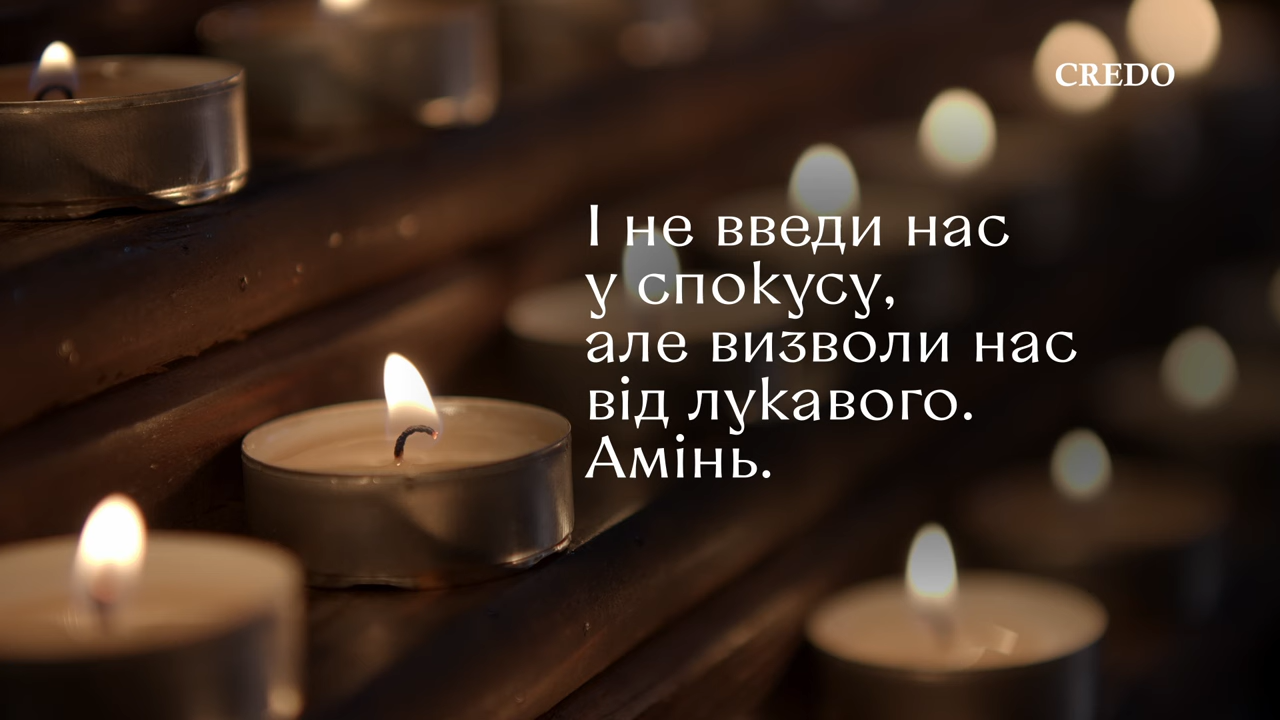 CREDO
І не введи нас
у спокусу,
але визволи нас
від лукавого.
Амінь.